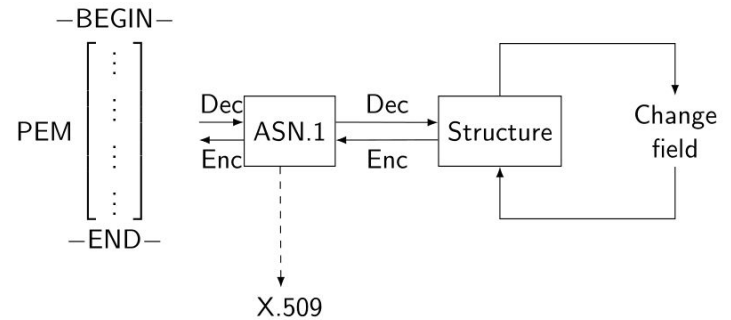 —BEGIN—
PEM
—END—
Dec
Enc
ASN.1
Dec
Enc
Structure
Change
field
X.509